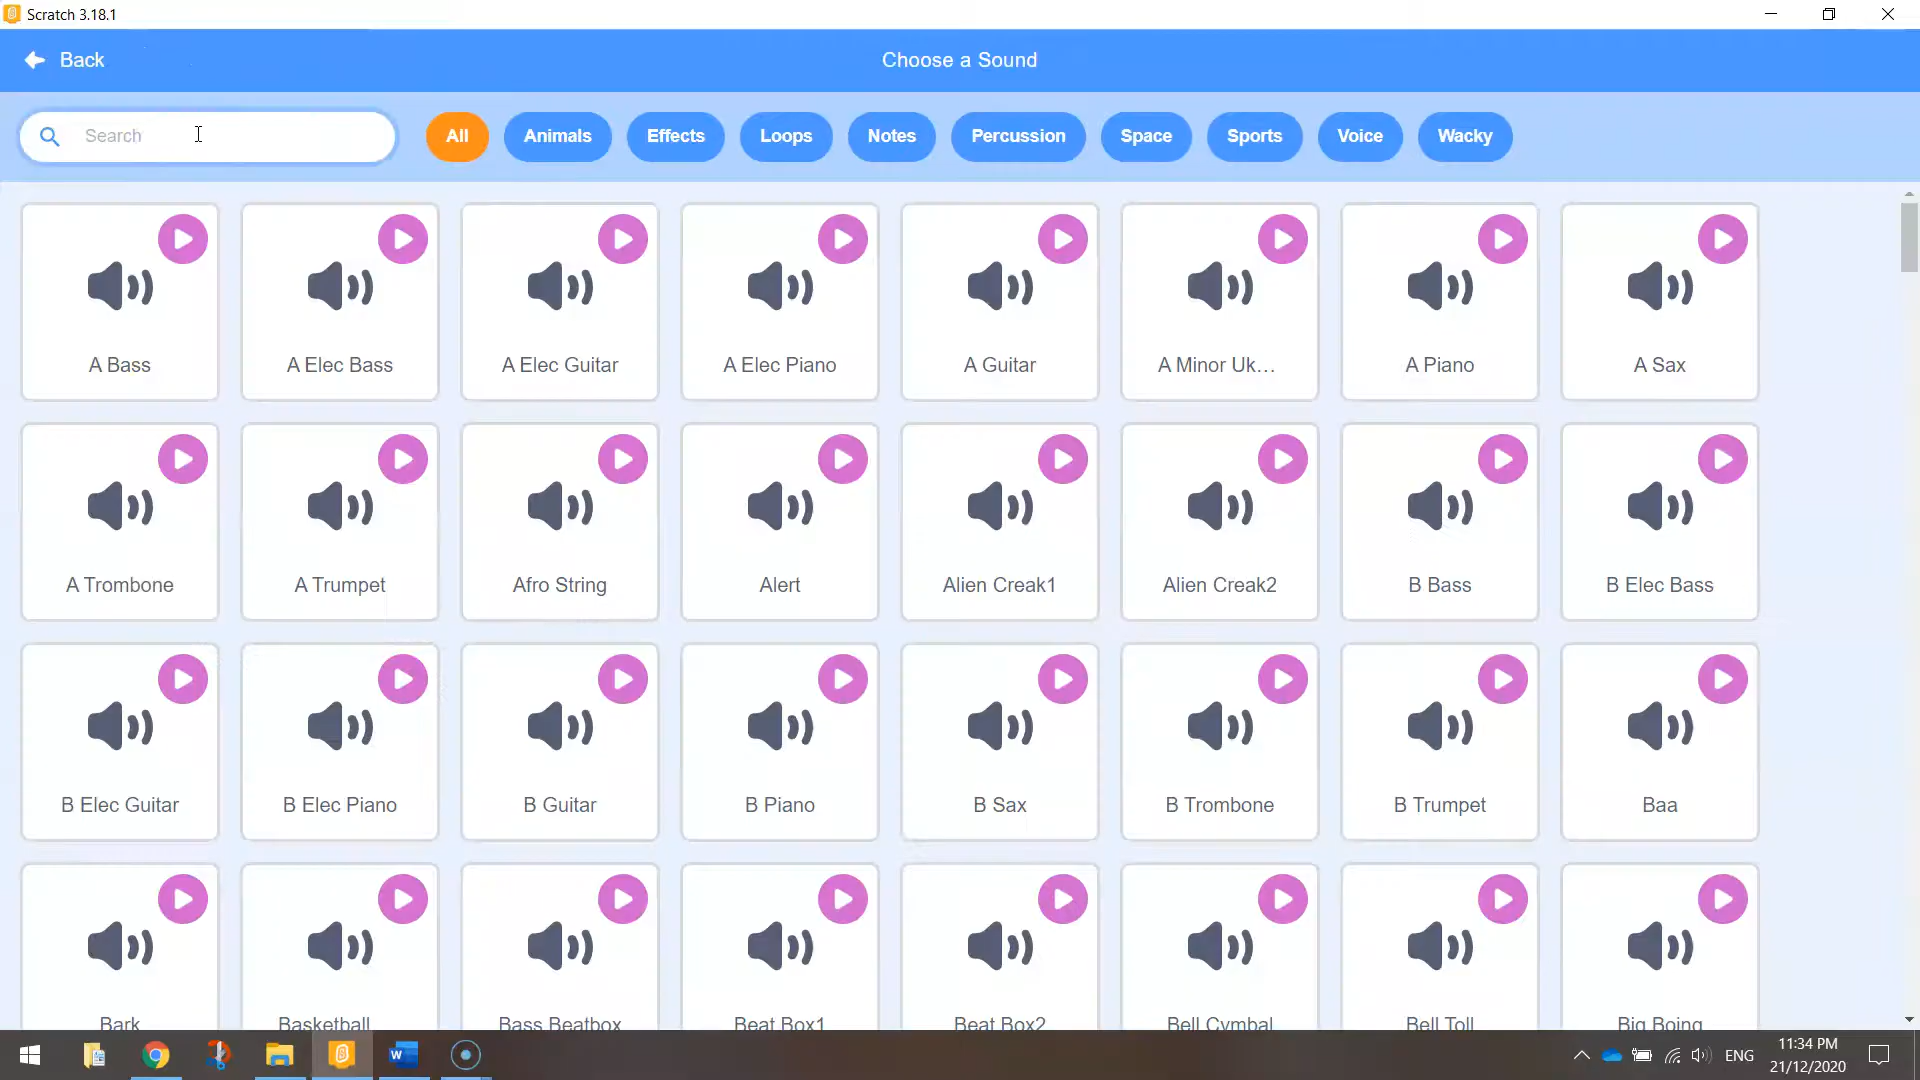 Scratch 3.18.1
Back
Choose a Sound
Search
All
Animals
Effects
Loops
Notes
Percussion
Space
Sports
Voice
Wacky
A Bass
A Elec Bass
A Elec Guitar
A Elec Piano
A Guitar
A Minor Uk...
A Piano
A Sax
A Trombone
A Trumpet
Afro String
Alert
Alien Creak1
Alien Creak2
B Bass
B Elec Bass
B Elec Guitar
B Elec Piano
B Guitar
B Piano
B Sax
B Trombone
B Trumpet
Baa
Bark
Basketball
Bass Beatbox
Beat Box1
Beat Box2
Bell Cymbal
Bell Toll
Big Boing
ENG
11:34 PM
21/12/2020